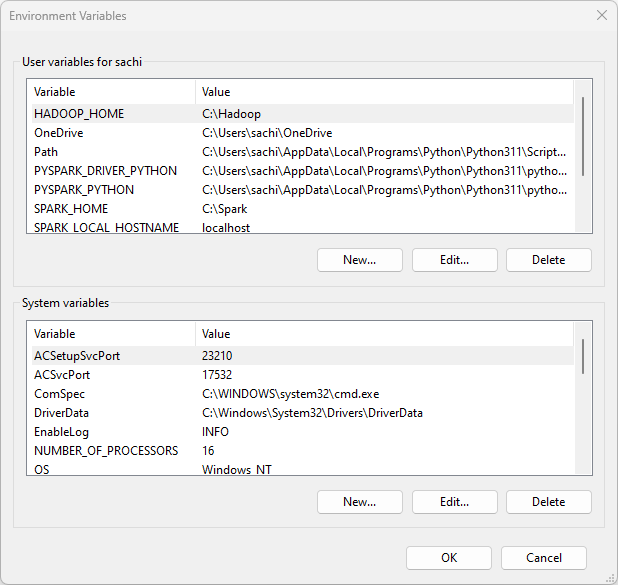 Environment Variables
User variables for sachi
Variable Value
HADOOP_HOME C:\Hadoop
OneDrive C:\Users\sachi\OneDrive
Path C:\Users\sachi\AppData\Local\Programs\Python\Python311\Script...
PYSPARK_DRIVER_PYTHON C:\Users\sachi\AppData\Local\Programs\Python\Python311\pytho...
PYSPARK_PYTHON C:\Users\sachi\AppData\Local\Programs\Python\Python311\pytho...
SPARK_HOME C:\Spark
SPARK_LOCAL_HOSTNAME localhost
New... Edit... Delete
System variables
Variable Value
ACSetupSvcPort 23210
ACSvcPort 17532
ComSpec C:\WINDOWS\system32\cmd.exe
DriverData C:\Windows\System32\Drivers\DriverData
EnableLog INFO
NUMBER_OF_PROCESSORS 16
OS Windows_NT
New... Edit... Delete
OK Cancel